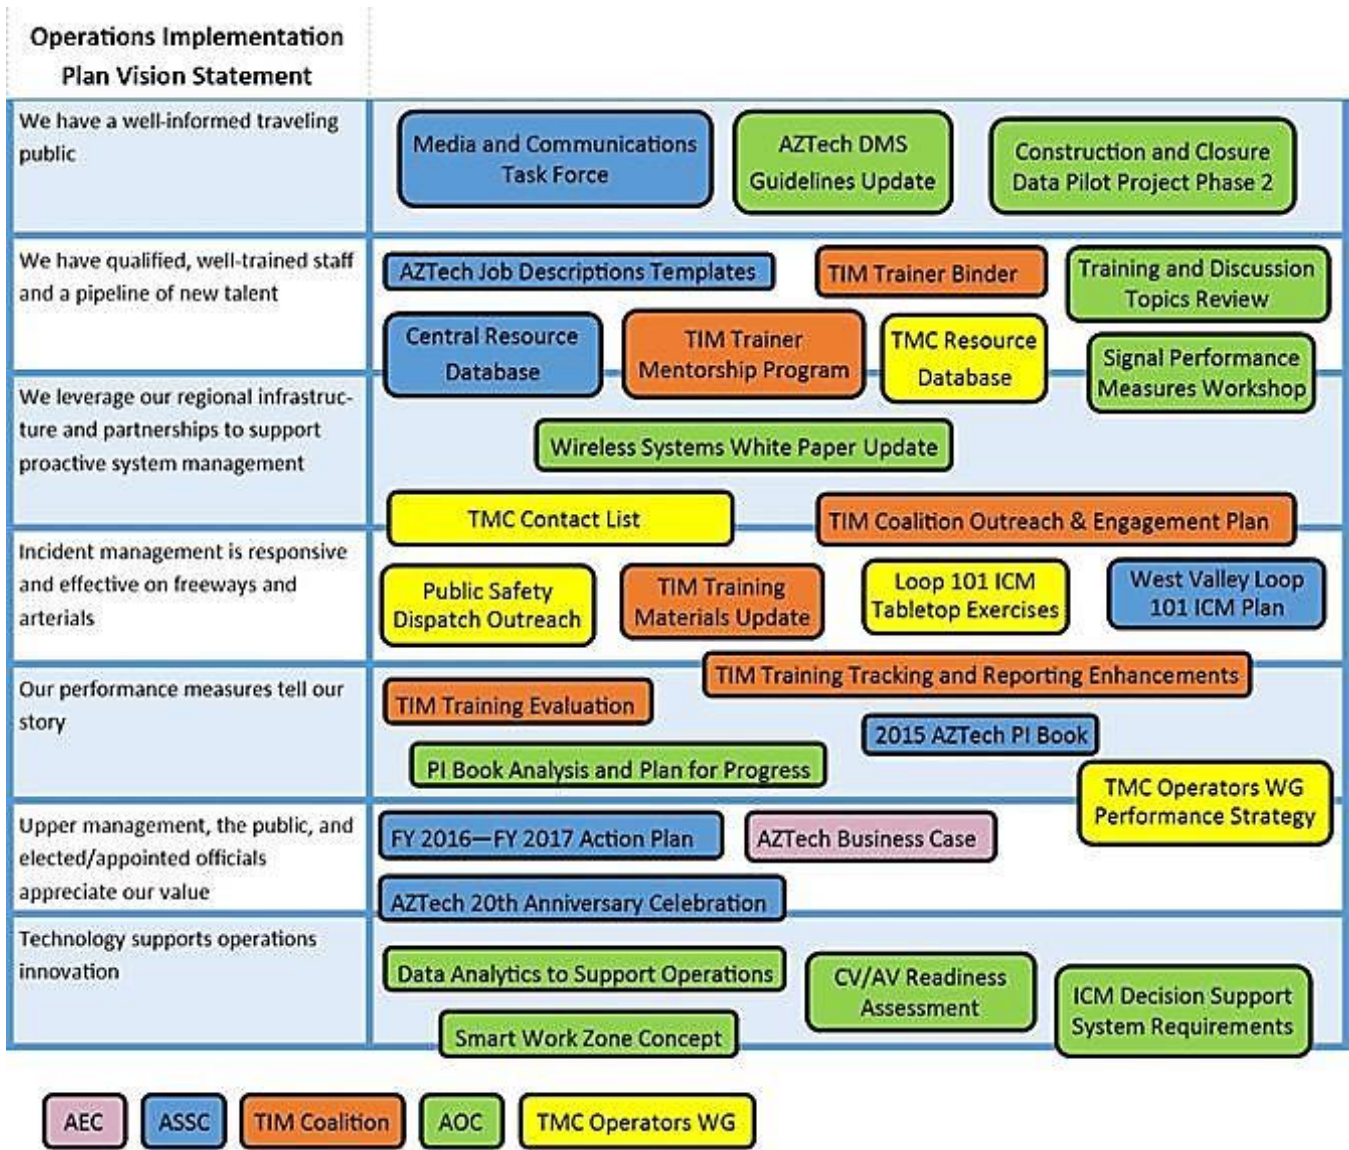 Operations Implementation
Plan Vision Statement
We have a well-informed traveling
public
Media and Communications
Task Force
AZTech DMS
Guidelines Update
Construction and Closure
Data Pilot Project Phase 2
We have qualified, well-trained staff
and a pipeline of new talent
AZTech Job Descriptions Templates
TIM Trainer Binder
Training and Discussion
Topics Review
Central Resource
Database
TIM Trainer
Mentorship Program
TMC Resource
Database
Signal Performance
Measures Workshop
We leverage our regional infrastruc-
ture and partnerships to support
proactive system management
Wireless Systems White Paper Update
TMC Contact List
TIM Coalition Outreach & Engagement Plan
Incident management is responsive
and effective on freeways and
arterials
Public Safety
Dispatch Outreach
TIM Training
Materials Update
Loop 101 ICM
Tabletop Exercises
West Valley Loop
101 ICM Plan
TIM Training Tracking and Reporting Enhancements
Our performance measures tell our
story
TIM Training Evaluation
2015 AZTech PI Book
PI Book Analysis and Plan for Progress
TMC Operators WG
Performance Strategy
Upper management, the public, and
elected/appointed officials
appreciate our value
FY 2016—FY 2017 Action Plan
AZTech Business Case
AZTech 20th Anniversary Celebration
Technology supports operations
innovation
Data Analytics to Support Operations
CV/AV Readiness
Assessment
ICM Decision Support
System Requirements
Smart Work Zone Concept
AEC
ASSC
TIM Coalition
AOC
TMC Operators WG